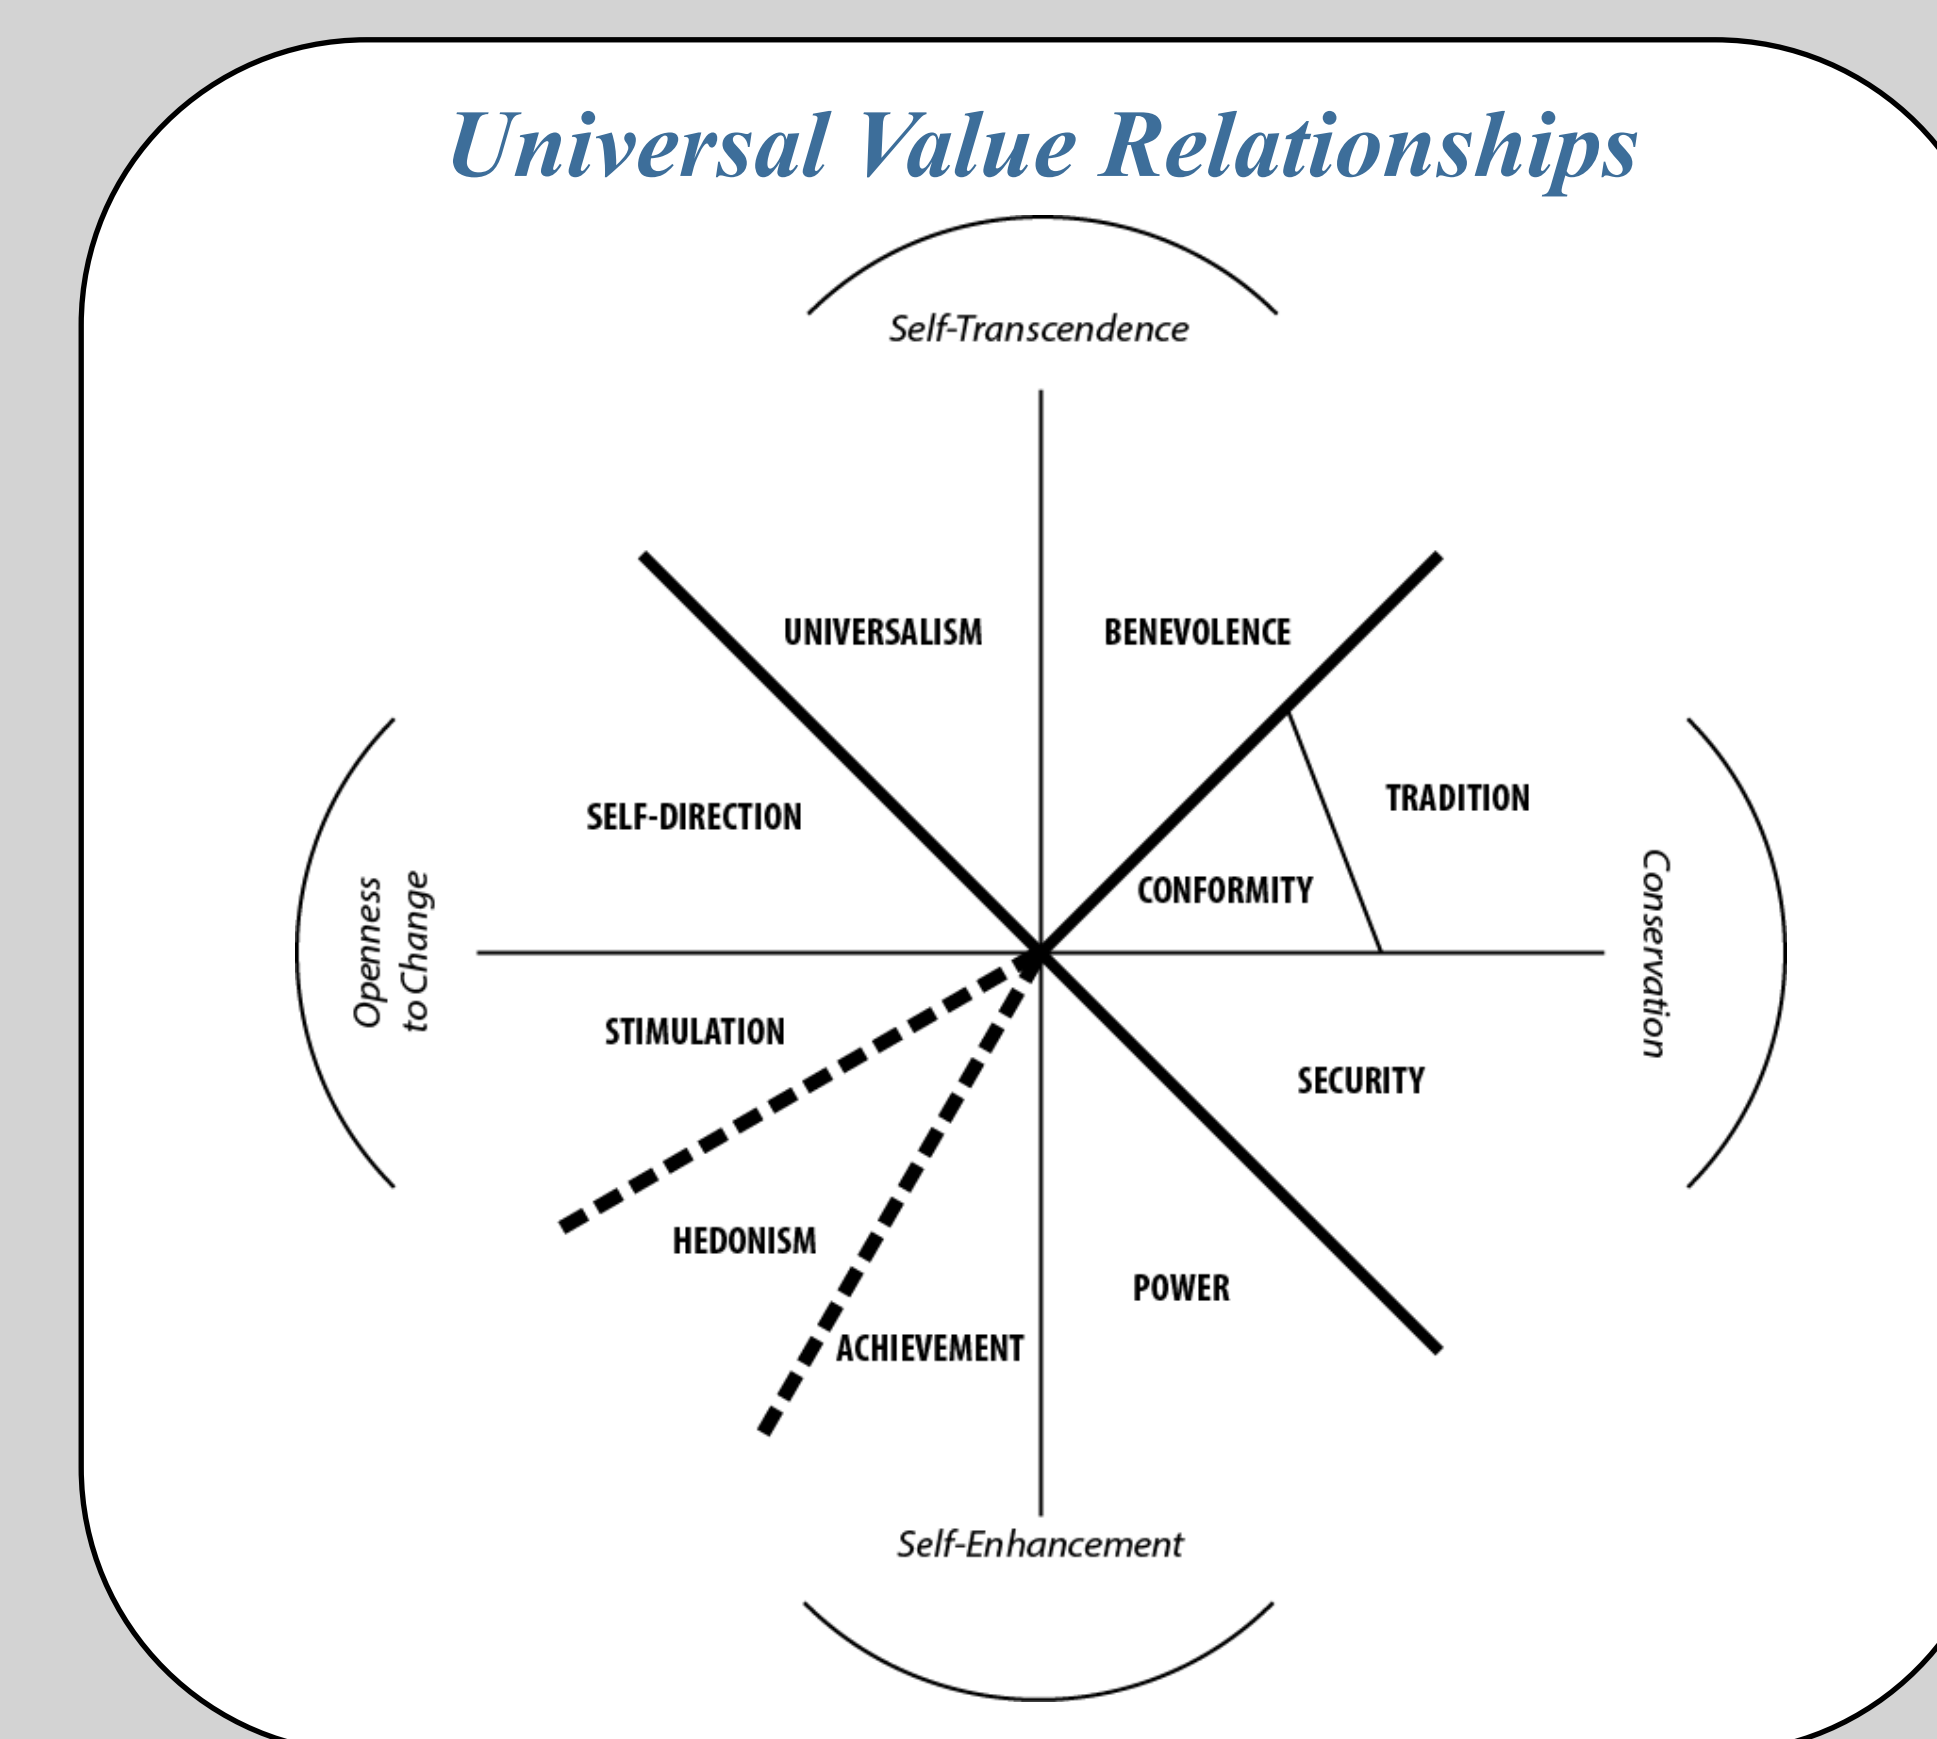 Universal Value Relationships
Self-Transcendence
UNIVERSALISM
BENEVOLENCE
SELF-DIRECTION
TRADITION
CONFORMITY
Openness
to Change
Conservation
STIMULATION
SECURITY
HEDONISM
POWER
ACHIEVEMENT
Self-Enhancement